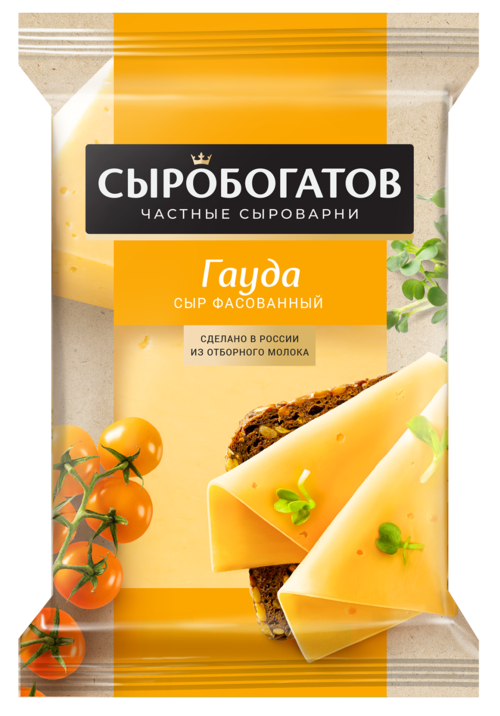 СЫРОБОГАТОВ
ЧАСТНЫЕ СЫРОВАРНИ
Гауда
СЫР ФАСОВАННЫЙ
СДЕЛАНО В РОССИИ
ИЗ ОТБОРНОГО МОЛОКА